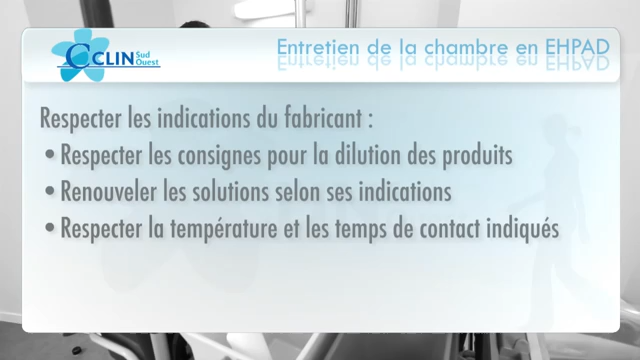 CCLIN Sud Ouest
Entretien de la chambre en EHPAD
Respecter les indications du fabricant :
• Respecter les consignes pour la dilution des produits
• Renouveler les solutions selon ses indications
• Respecter la température et les temps de contact indiqués